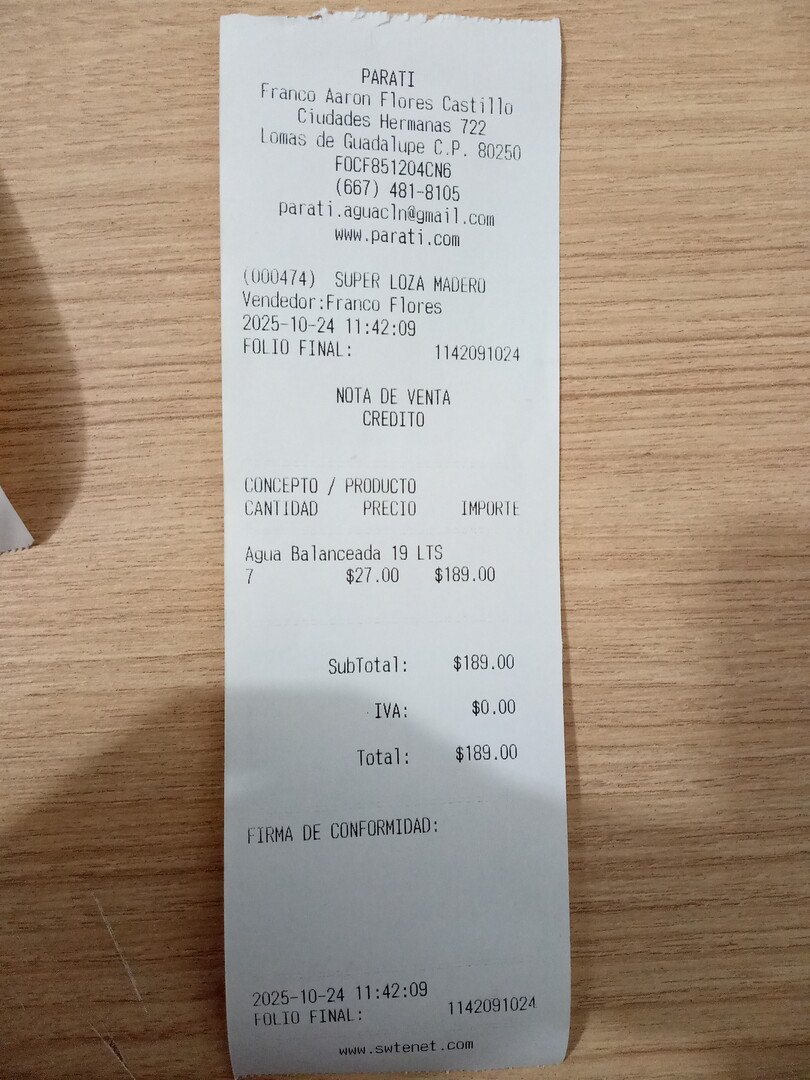 PARATI
Franco Aaron Flores Castillo
Ciudades Hermanas 722
Lomas de Guadalupe C.P. 80250
FOCF851204CN6
(667) 481-8105
parati.aguacln@gmail.com
www.parati.com
(000474) SUPER LOZA MADERO
Vendedor:Franco Flores
2025-10-24 11:42:09
FOLIO FINAL: 1142091024
NOTA DE VENTA
CREDITO
CONCEPTO / PRODUCTO
CANTIDAD PRECIO IMPORTE
Agua Balanceada 19 LTS
7 $27.00 $189.00
SubTotal: $189.00
IVA: $0.00
Total: $189.00
FIRMA DE CONFORMIDAD:
2025-10-24 11:42:09
FOLIO FINAL: 1142091024
www.swtenet.com